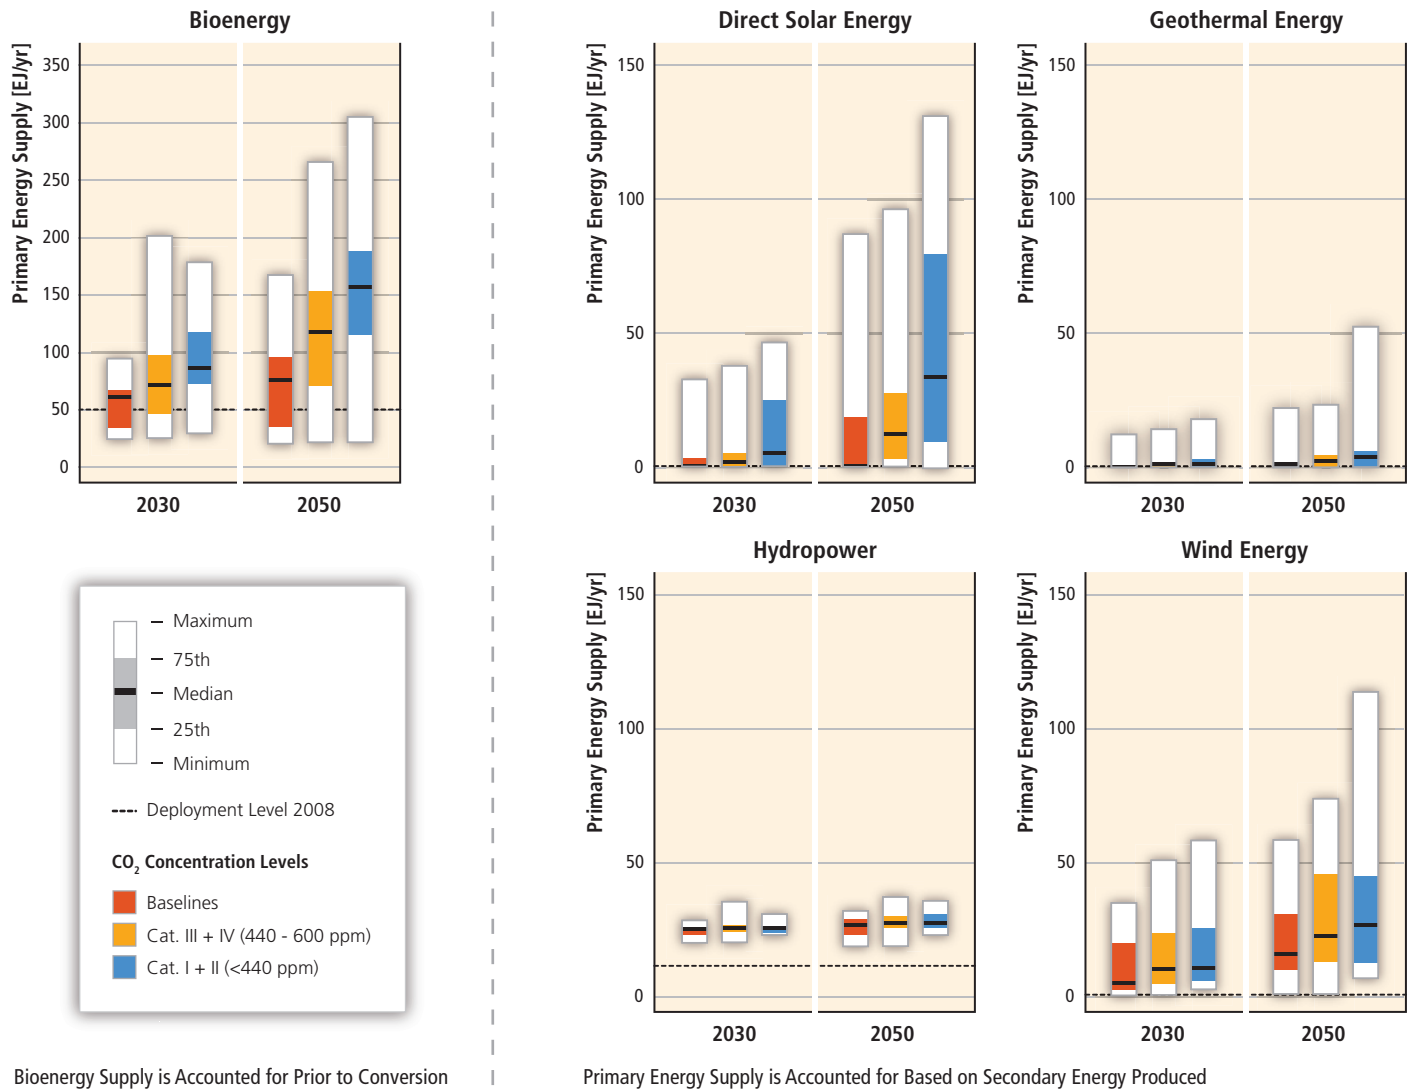 Bioenergy
Primary Energy Supply [EJ/yr]
350
300
250
200
150
100
50
0
2030
2050
Direct Solar Energy
Primary Energy Supply [EJ/yr]
150
100
50
0
2030
2050
Geothermal Energy
Primary Energy Supply [EJ/yr]
150
100
50
0
2030
2050
Maximum
75th
Median
25th
Minimum
Deployment Level 2008
CO2 Concentration Levels
Baselines
Cat. III + IV (440 - 600 ppm)
Cat. I + II (<440 ppm)
Hydropower
Primary Energy Supply [EJ/yr]
150
100
50
0
2030
2050
Wind Energy
Primary Energy Supply [EJ/yr]
150
100
50
0
2030
2050
Bioenergy Supply is Accounted for Prior to Conversion
Primary Energy Supply is Accounted for Based on Secondary Energy Produced